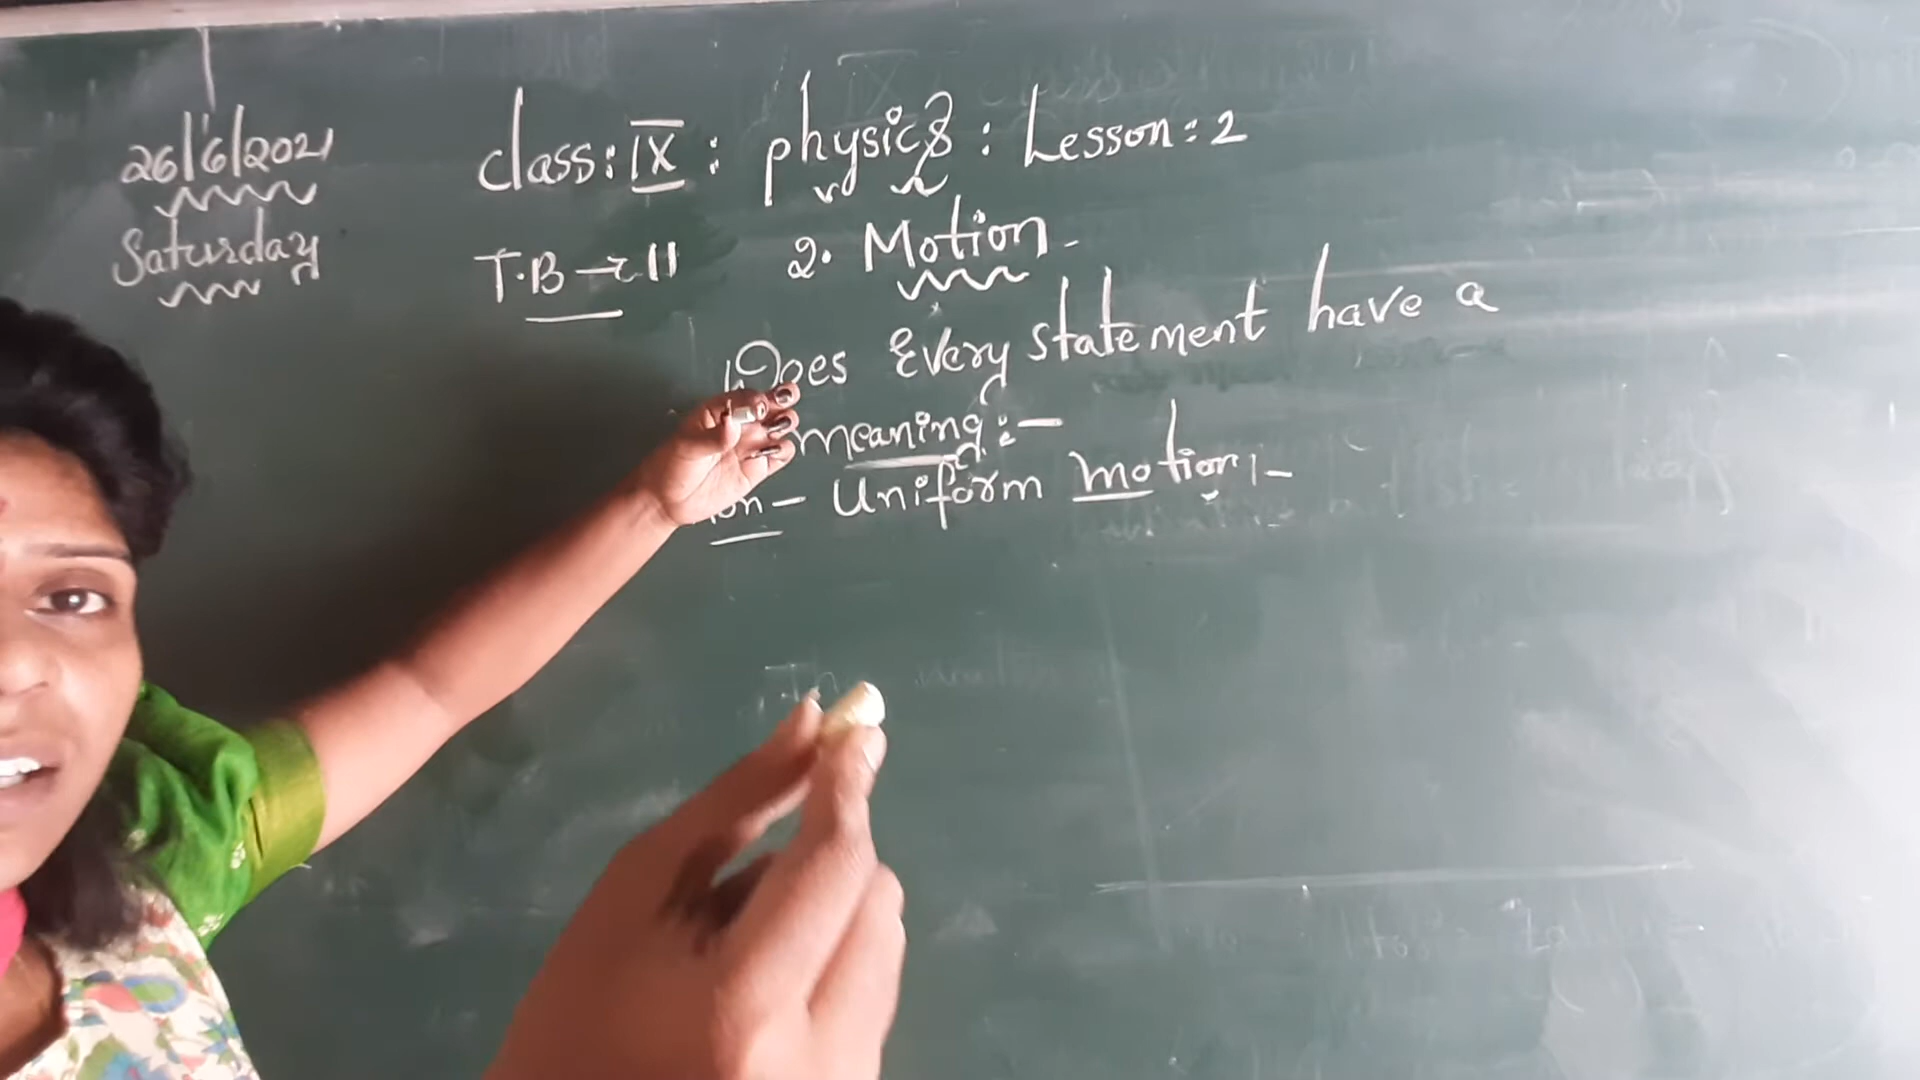 26/6/2021
Saturday
class: IX : physics : Lesson: 2
T.B → 11
2. Motion -
Does Every statement have a
meaning :-
- Uniform motion :-